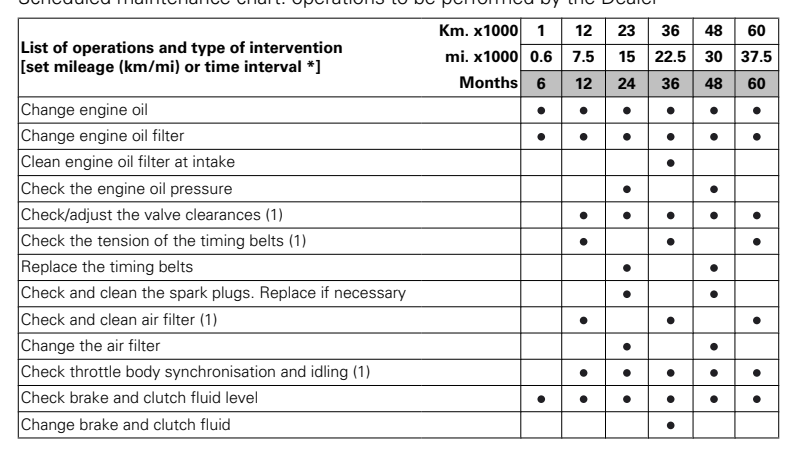 Scheduled maintenance chart: operations to be performed by the Dealer
List of operations and type of intervention
[set mileage (km/mi) or time interval *]
Km. x1000 1 12 23 36 48 60
mi. x1000 0.6 7.5 15 22.5 30 37.5
Months 6 12 24 36 48 60
Change engine oil ● ● ● ● ● ●
Change engine oil filter ● ● ● ● ● ●
Clean engine oil filter at intake ●
Check the engine oil pressure ● ●
Check/adjust the valve clearances (1) ● ● ● ● ●
Check the tension of the timing belts (1) ● ● ●
Replace the timing belts ● ●
Check and clean the spark plugs. Replace if necessary ● ●
Check and clean air filter (1) ● ● ●
Change the air filter ● ●
Check throttle body synchronisation and idling (1) ● ● ● ● ●
Check brake and clutch fluid level ● ● ● ● ● ●
Change brake and clutch fluid ●